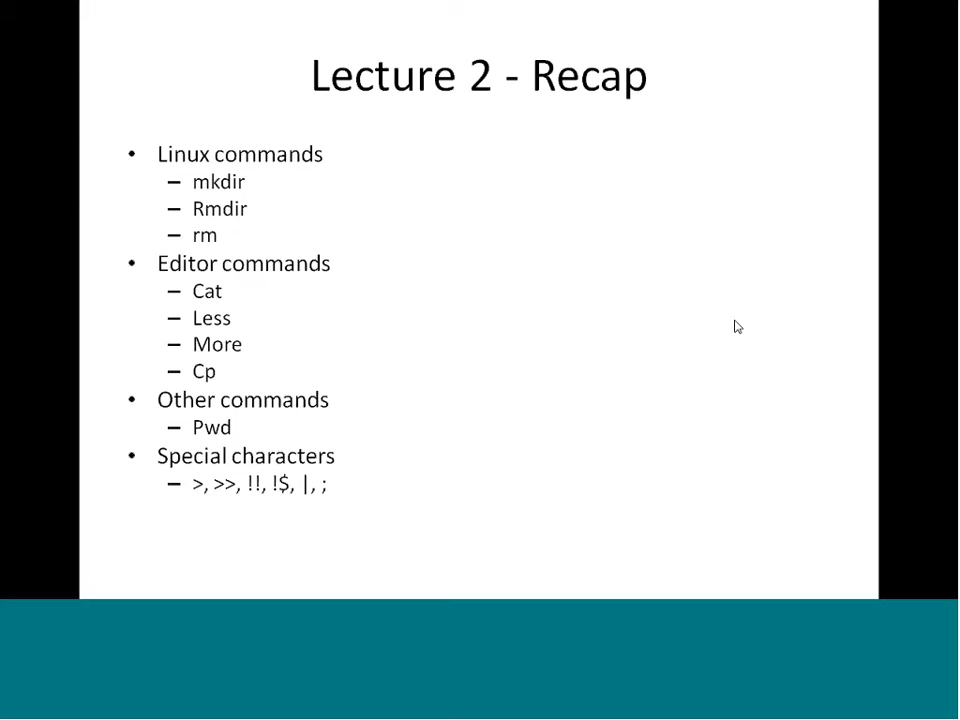 Lecture 2 - Recap
• Linux commands
– mkdir
– Rmdir
– rm
• Editor commands
– Cat
– Less
– More
– Cp
• Other commands
– Pwd
• Special characters
– >, >>, !!, !$, |, ;